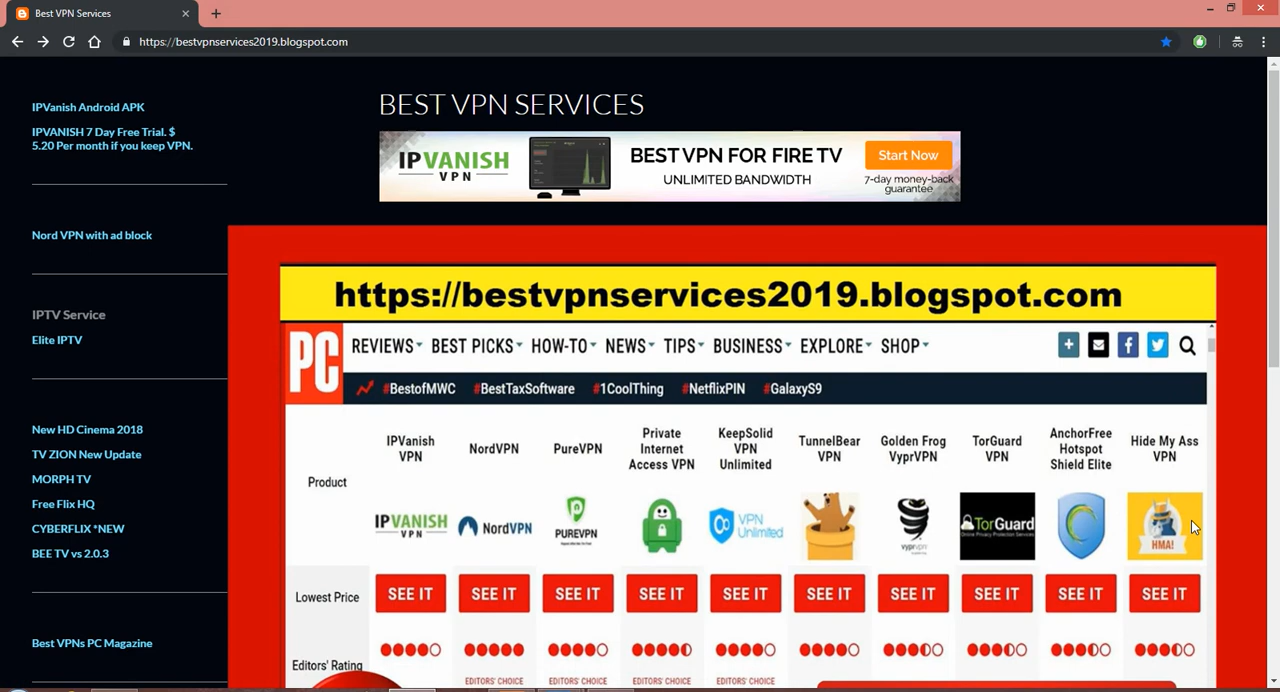 Best VPN Services
https://bestvpnservices2019.blogspot.com
IPVanish Android APK
IPVANISH 7 Day Free Trial. $
5.20 Per month if you keep VPN.
Nord VPN with ad block
IPTV Service
Elite IPTV
New HD Cinema 2018
TV ZION New Update
MORPH TV
Free Flix HQ
CYBERFLIX *NEW
BEE TV vs 2.0.3
Best VPNs PC Magazine
BEST VPN SERVICES
IPVANISH
VPN
BEST VPN FOR FIRE TV
UNLIMITED BANDWIDTH
Start Now
7-day money-back
guarantee
https://bestvpnservices2019.blogspot.com
PC REVIEWS BEST PICKS HOW-TO NEWS TIPS BUSINESS EXPLORE SHOP
#BestofMWC #BestTaxSoftware #1CoolThing #NetflixPIN #GalaxyS9
Product
IPVanish
VPN
NordVPN
PureVPN
Private
Internet
Access VPN
KeepSolid
VPN
Unlimited
TunnelBear
VPN
Golden Frog
VyprVPN
TorGuard
VPN
AnchorFree
Hotspot
Shield Elite
Hide My Ass
VPN
IPVANISH
VPN
NordVPN
PUREVPN
VPN
Unlimited
vyprvpn
TorGuard
Online Privacy Protection Services
HMA!
Lowest Price SEE IT SEE IT SEE IT SEE IT SEE IT SEE IT SEE IT SEE IT SEE IT SEE IT
Editors' Rating
EDITORS' CHOICE EDITORS' CHOICE EDITORS' CHOICE